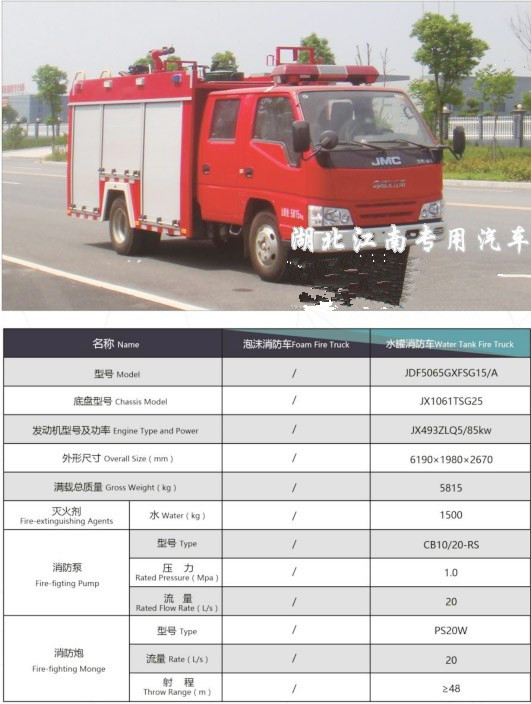 JMC
总质量:5815kg
湖北江南专用汽车
名称 Name
泡沫消防车Foam Fire Truck
水罐消防车Water Tank Fire Truck
型号 Model
/
JDF5065GXFSG15/A
底盘型号 Chassis Model
/
JX1061TSG25
发动机型号及功率 Engine Type and Power
/
JX493ZLQ5/85kw
外形尺寸 Overall Size (mm)
/
6190×1980×2670
满载总质量 Gross Weight (kg)
/
5815
灭火剂
Fire-extinguishing Agents
水 Water (kg)
/
1500
消防泵
Fire-figting Pump
型号 Type
/
CB10/20-RS
压 力
Rated Pressure (Mpa)
/
1.0
流 量
Rated Flow Rate (L/s)
/
20
消防炮
Fire-fighting Monge
型号 Type
/
PS20W
流量 Rate (L/s)
/
20
射 程
Throw Range (m)
/
≥48